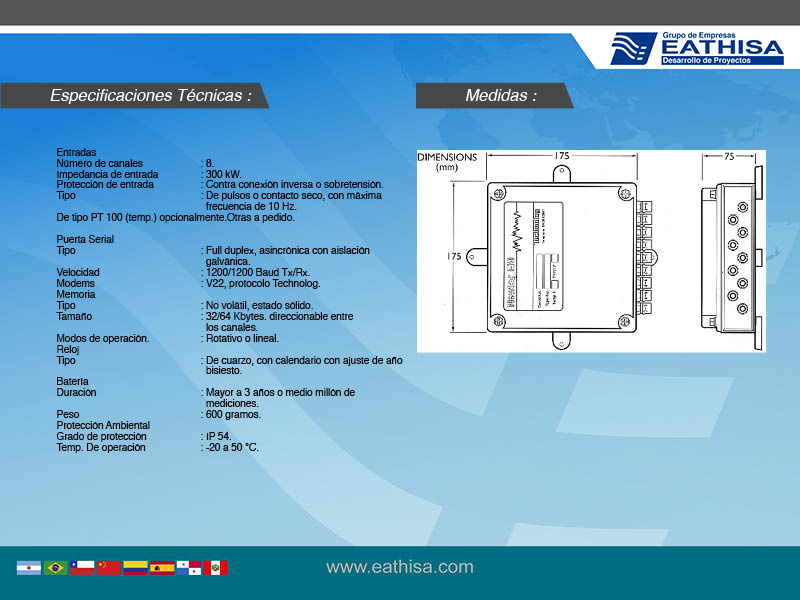 Grupo de Empresas
EATHISA
Desarrollo de Proyectos
Especificaciones Técnicas :
Entradas
Número de canales : 8.
Impedancia de entrada : 300 kW.
Protección de entrada : Contra conexión inversa o sobretensión.
Tipo : De pulsos o contacto seco, con máxima
frecuencia de 10 Hz.
De tipo PT 100 (temp.) opcionalmente.Otras a pedido.
Puerta Serial
Tipo : Full duplex, asincrónica con aislación
galvánica.
Velocidad : 1200/1200 Baud Tx/Rx.
Modems : V22, protocolo Technolog.
Memoria
Tipo : No volátil, estado sólido.
Tamaño : 32/64 Kbytes. direccionable entre
los canales.
Modos de operación. : Rotativo o lineal.
Reloj
Tipo : De cuarzo, con calendario con ajuste de año
bisiesto.
Batería
Duración : Mayor a 3 años o medio millón de
mediciones.
Peso : 600 gramos.
Protección Ambiental
Grado de protección : IP 54.
Temp. De operación : -20 a 50 °C.
Medidas :
DIMENSIONS
(mm)
175
75
175
www.eathisa.com